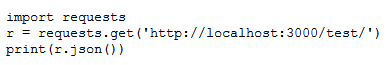 import requests
r = requests.get('http://localhost:3000/test/')
print(r.json())